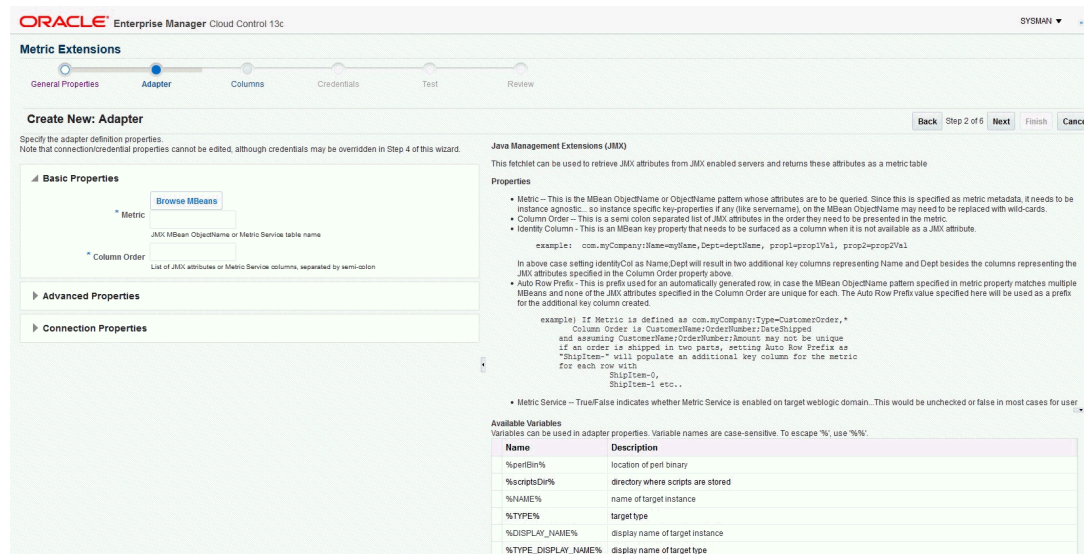 ORACLE Enterprise Manager Cloud Control 13c
SYSMAN
Metric Extensions
General Properties Adapter Columns Credentials Test Review
Create New: Adapter
Back Step 2 of 6 Next Finish Cance
Specify the adapter definition properties.
Note that connection/credential properties cannot be edited, although credentials may be overridden in Step 4 of this wizard.
Basic Properties
Browse MBeans
* Metric
JMX MBean ObjectName or Metric Service table name
* Column Order
List of JMX attributes or Metric Service columns, separated by semi-colon
Advanced Properties
Connection Properties
Java Management Extensions (JMX)
This fetchlet can be used to retrieve JMX attributes from JMX enabled servers and returns these attributes as a metric table
Properties
• Metric -- This is the MBean ObjectName or ObjectName pattern whose attributes are to be queried. Since this is specified as metric metadata, it needs to be
instance agnostic... so instance specific key-properties if any (like servername), on the MBean ObjectName may need to be replaced with wild-cards.
• Column Order -- This is a semi colon separated list of JMX attributes in the order they need to be presented in the metric.
• Identity Column - This is an MBean key property that needs to be surfaced as a column when it is not available as a JMX attribute.
example: com.myCompany:Name=myName,Dept=deptName, prop1=prop1Val, prop2=prop2Val
In above case setting identityCol as Name;Dept will result in two additional key columns representing Name and Dept besides the columns representing the
JMX attributes specified in the Column Order property above.
• Auto Row Prefix - This is prefix used for an automatically generated row, in case the MBean ObjectName pattern specified in metric property matches multiple
MBeans and none of the JMX attributes specified in the Column Order are unique for each. The Auto Row Prefix value specified here will be used as a prefix
for the additional key column created.
example) If Metric is defined as com.myCompany:Type=CustomerOrder,*
Column Order is CustomerName;OrderNumber;DateShipped
and assuming CustomerName;OrderNumber;Amount may not be unique
if an order is shipped in two parts, setting Auto Row Prefix as
"ShipItem-" will populate an additional key column for the metric
for each row with
ShipItem-0,
ShipItem-1 etc..
• Metric Service -- True/False indicates whether Metric Service is enabled on target weblogic domain...This would be unchecked or false in most cases for user
Available Variables
Variables can be used in adapter properties. Variable names are case-sensitive. To escape '%', use '%%'.
Name Description
%perlBin% location of perl binary
%scriptsDir% directory where scripts are stored
%NAME% name of target instance
%TYPE% target type
%DISPLAY_NAME% display name of target instance
%TYPE_DISPLAY_NAME% display name of target type